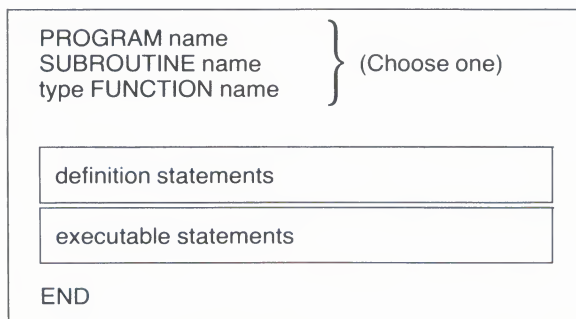 PROGRAM name
SUBROUTINE name
type FUNCTION name
(Choose one)
definition statements
executable statements
END